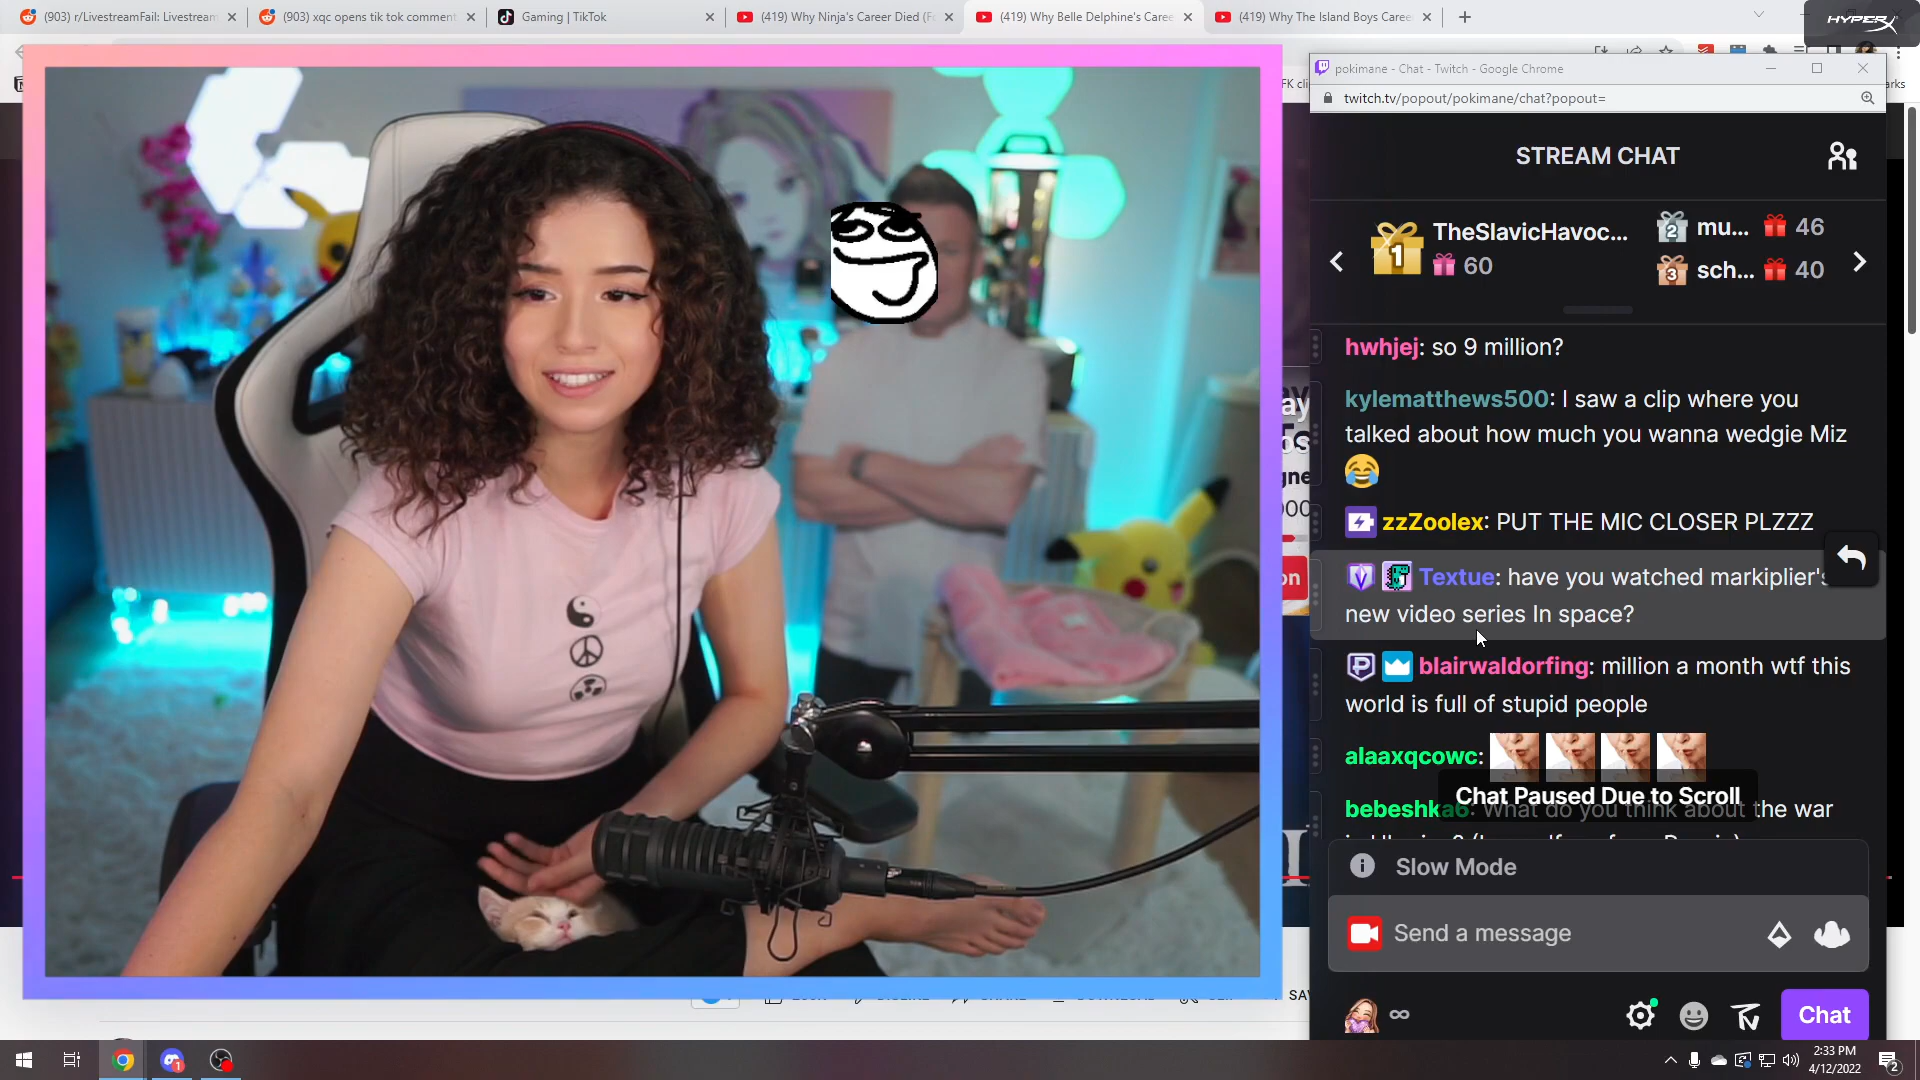 (903) r/LivestreamFail: Livestream
(903) xqc opens tik tok comment
Gaming | TikTok
(419) Why Ninja's Career Died (F
(419) Why Belle Delphine's Caree
(419) Why The Island Boys Caree
HYPERX
pokimane - Chat - Twitch - Google Chrome
twitch.tv/popout/pokimane/chat?popout=
STREAM CHAT
1
TheSlavicHavoc...
60
2 mu... 46
3 sch... 40
hwhjej: so 9 million?
kylematthews500: I saw a clip where you
talked about how much you wanna wedgie Miz
😂
zzZoolex: PUT THE MIC CLOSER PLZZZ
Textue: have you watched markiplier's
new video series In space?
blairwaldorfing: million a month wtf this
world is full of stupid people
alaaxqcowc:
Chat Paused Due to Scroll
bebeshka6: What do you think about the war
Slow Mode
Send a message
∞
Chat
2:33 PM
4/12/2022